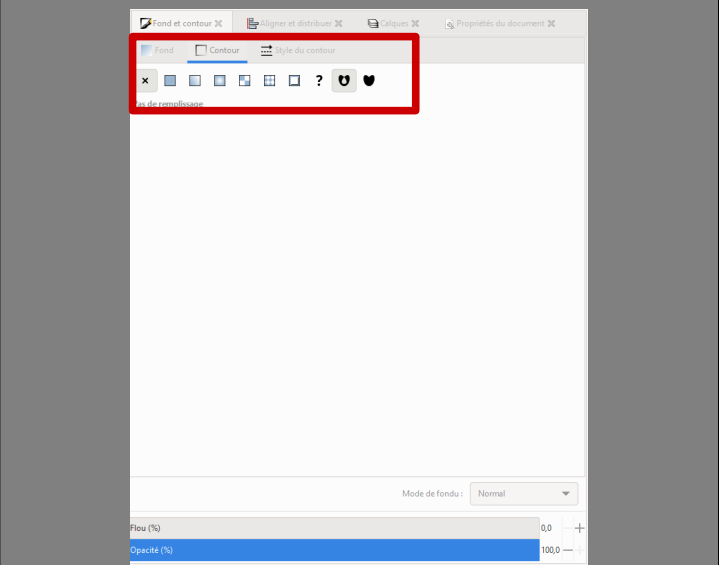 Fond et contour Aligner et distribuer Calques Propriétés du document
Fond Contour Style du contour
?
Pas de remplissage
Mode de fondu : Normal
Flou (%) 0,0
Opacité (%) 100,0